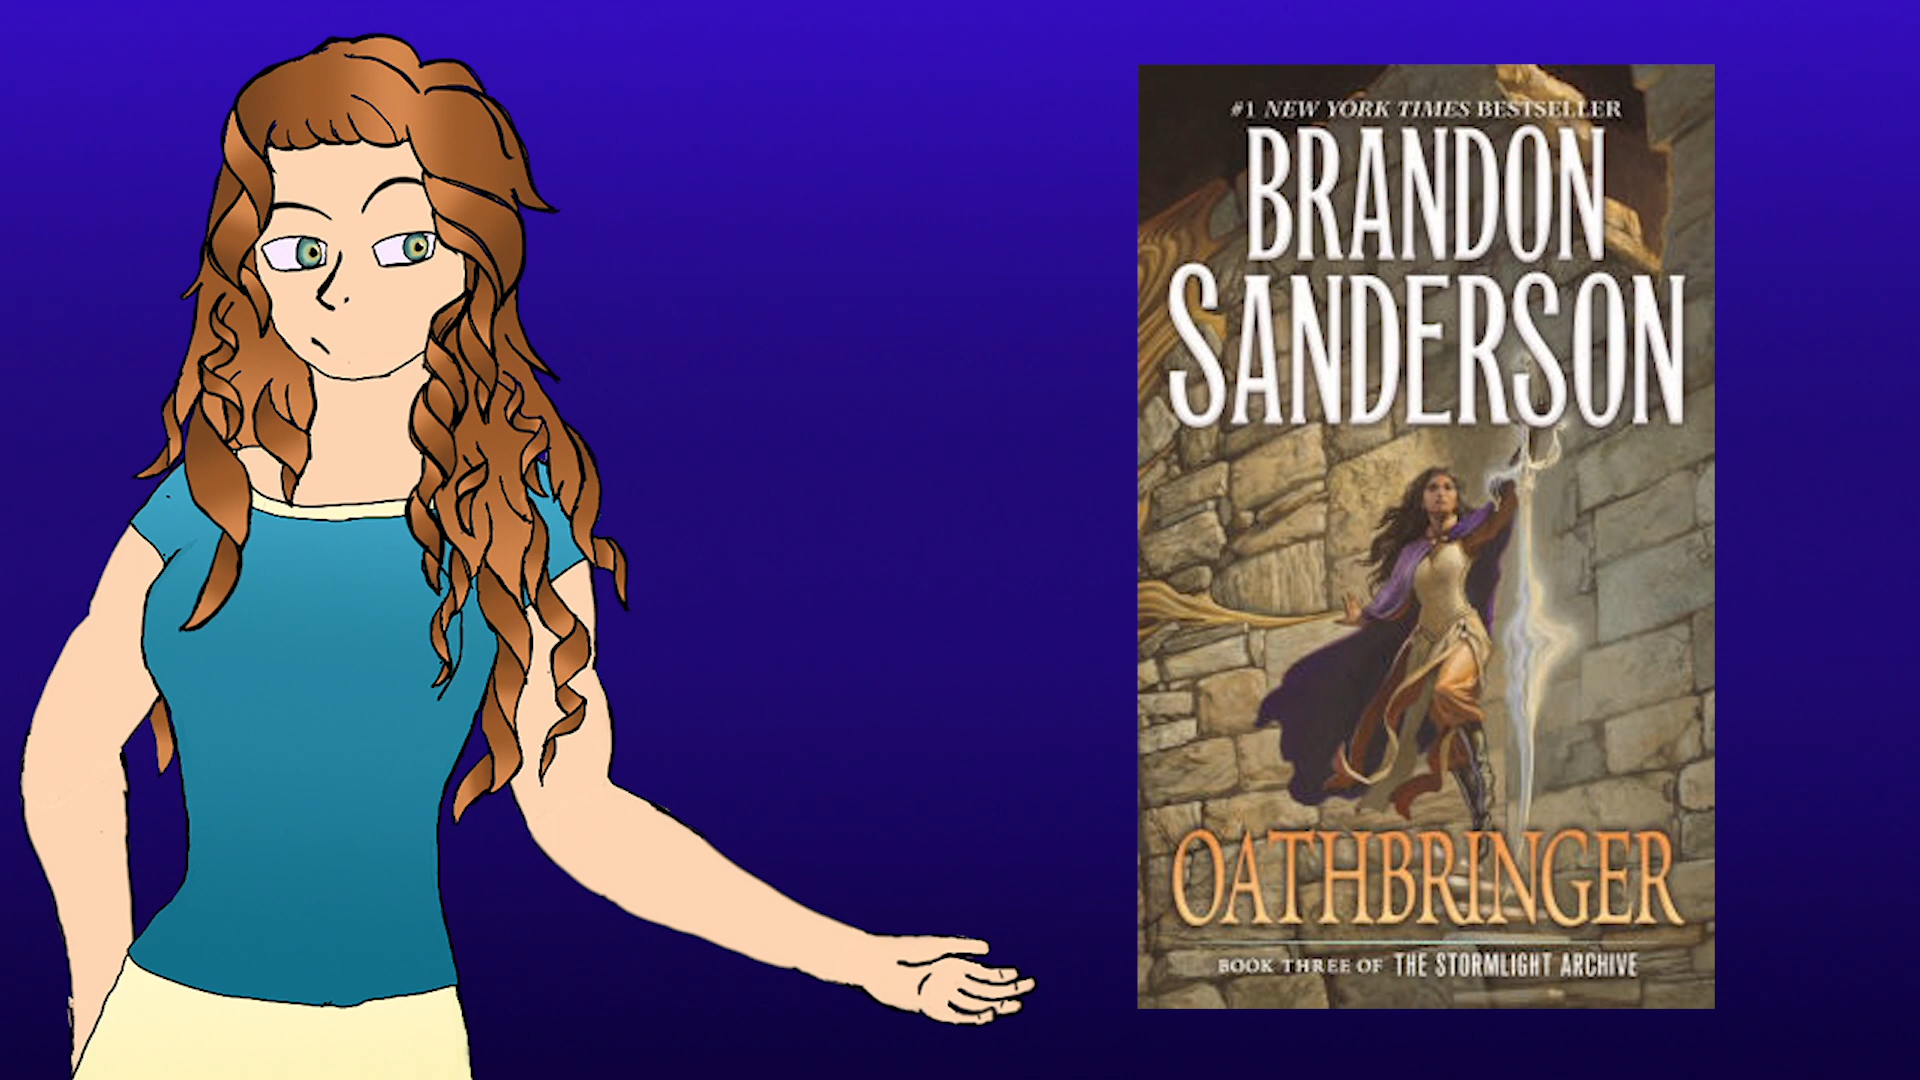 #1 NEW YORK TIMES BESTSELLER
BRANDON
SANDERSON
OATHBRINGER
BOOK THREE OF THE STORMLIGHT ARCHIVE